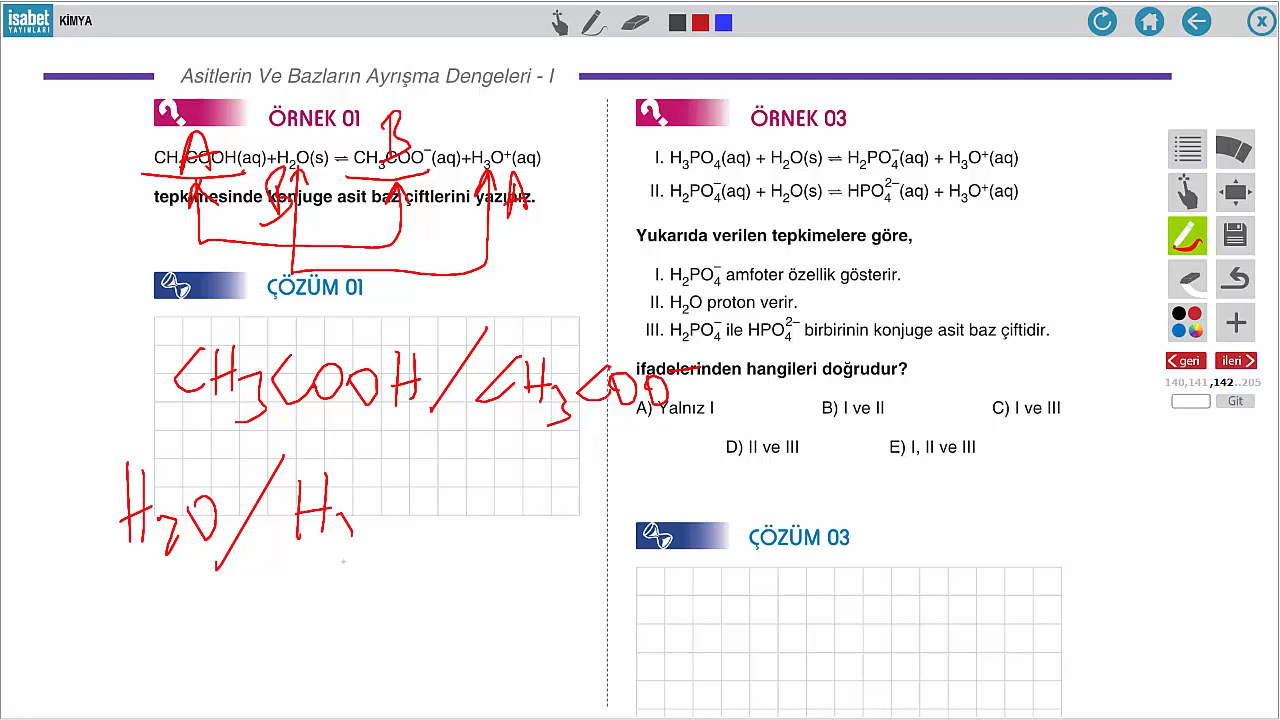 isabet
YAYINLARI
KİMYA
Asitlerin Ve Bazların Ayrışma Dengeleri - I
ÖRNEK 01
CH₃COOH(aq)+H₂O(s) ⇌ CH₃COO⁻(aq)+H₃O⁺(aq)
A
B
B
A
tepkimesinde konjuge asit baz çiftlerini yazınız.
ÇÖZÜM 01
CH₃COOH / CH₃COO⁻
H₂O / H
ÖRNEK 03
I. H₃PO₄(aq) + H₂O(s) ⇌ H₂PO₄⁻(aq) + H₃O⁺(aq)
II. H₂PO₄⁻(aq) + H₂O(s) ⇌ HPO₄²⁻(aq) + H₃O⁺(aq)
Yukarıda verilen tepkimelere göre,
I. H₂PO₄⁻ amfoter özellik gösterir.
II. H₂O proton verir.
III. H₂PO₄⁻ ile HPO₄²⁻ birbirinin konjuge asit baz çiftidir.
ifadelerinden hangileri doğrudur?
A) Yalnız I B) I ve II C) I ve III
D) II ve III E) I, II ve III
ÇÖZÜM 03
geri ileri
140,141,142..205
Git